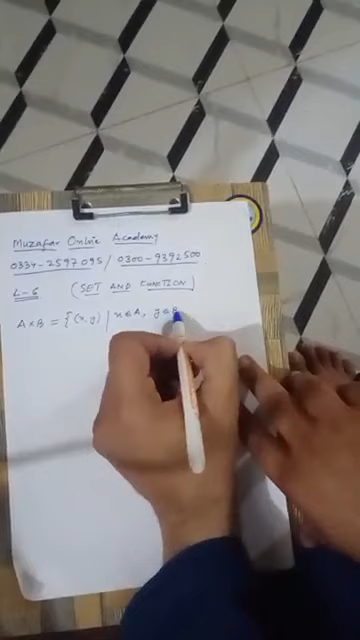 Muzafar Online Academy
0334-2597095 / 0300-9392500
L-6 (SET AND FUNCTION)
A×B = {(x,y) | x∈A, y∈B